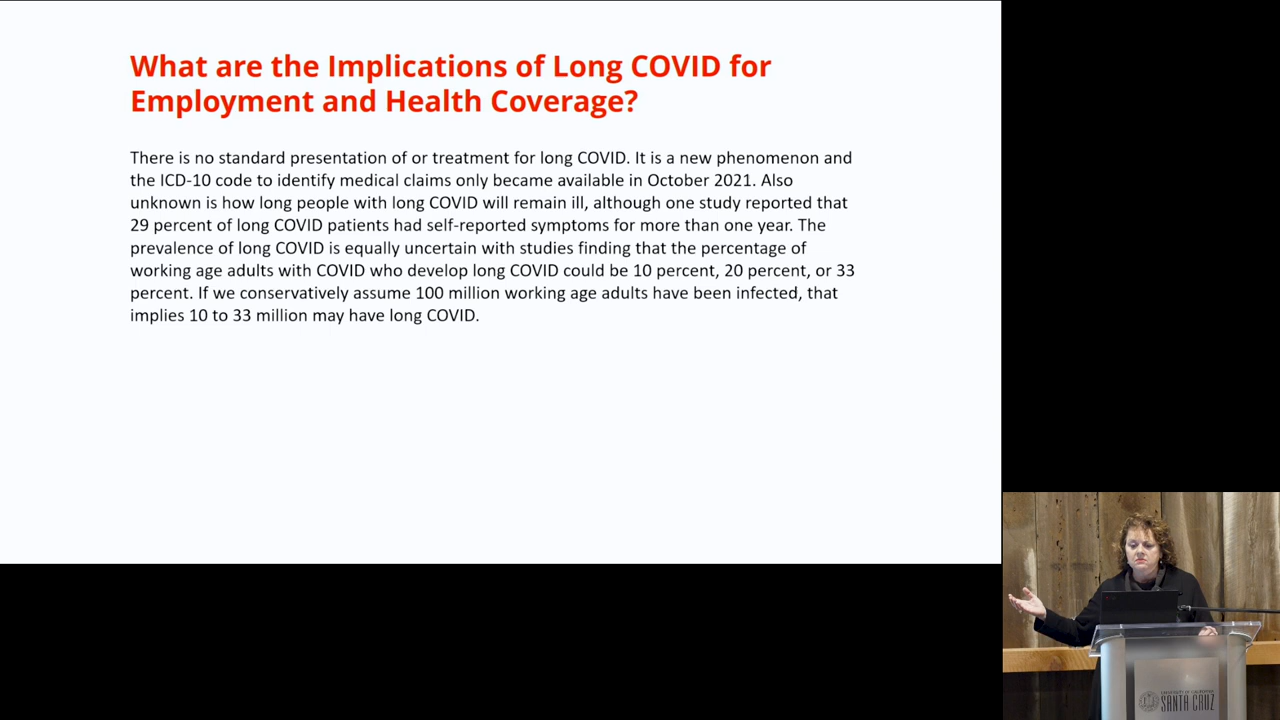 What are the Implications of Long COVID for
Employment and Health Coverage?
There is no standard presentation of or treatment for long COVID. It is a new phenomenon and
the ICD-10 code to identify medical claims only became available in October 2021. Also
unknown is how long people with long COVID will remain ill, although one study reported that
29 percent of long COVID patients had self-reported symptoms for more than one year. The
prevalence of long COVID is equally uncertain with studies finding that the percentage of
working age adults with COVID who develop long COVID could be 10 percent, 20 percent, or 33
percent. If we conservatively assume 100 million working age adults have been infected, that
implies 10 to 33 million may have long COVID.
UNIVERSITY OF CALIFORNIA
SANTA CRUZ